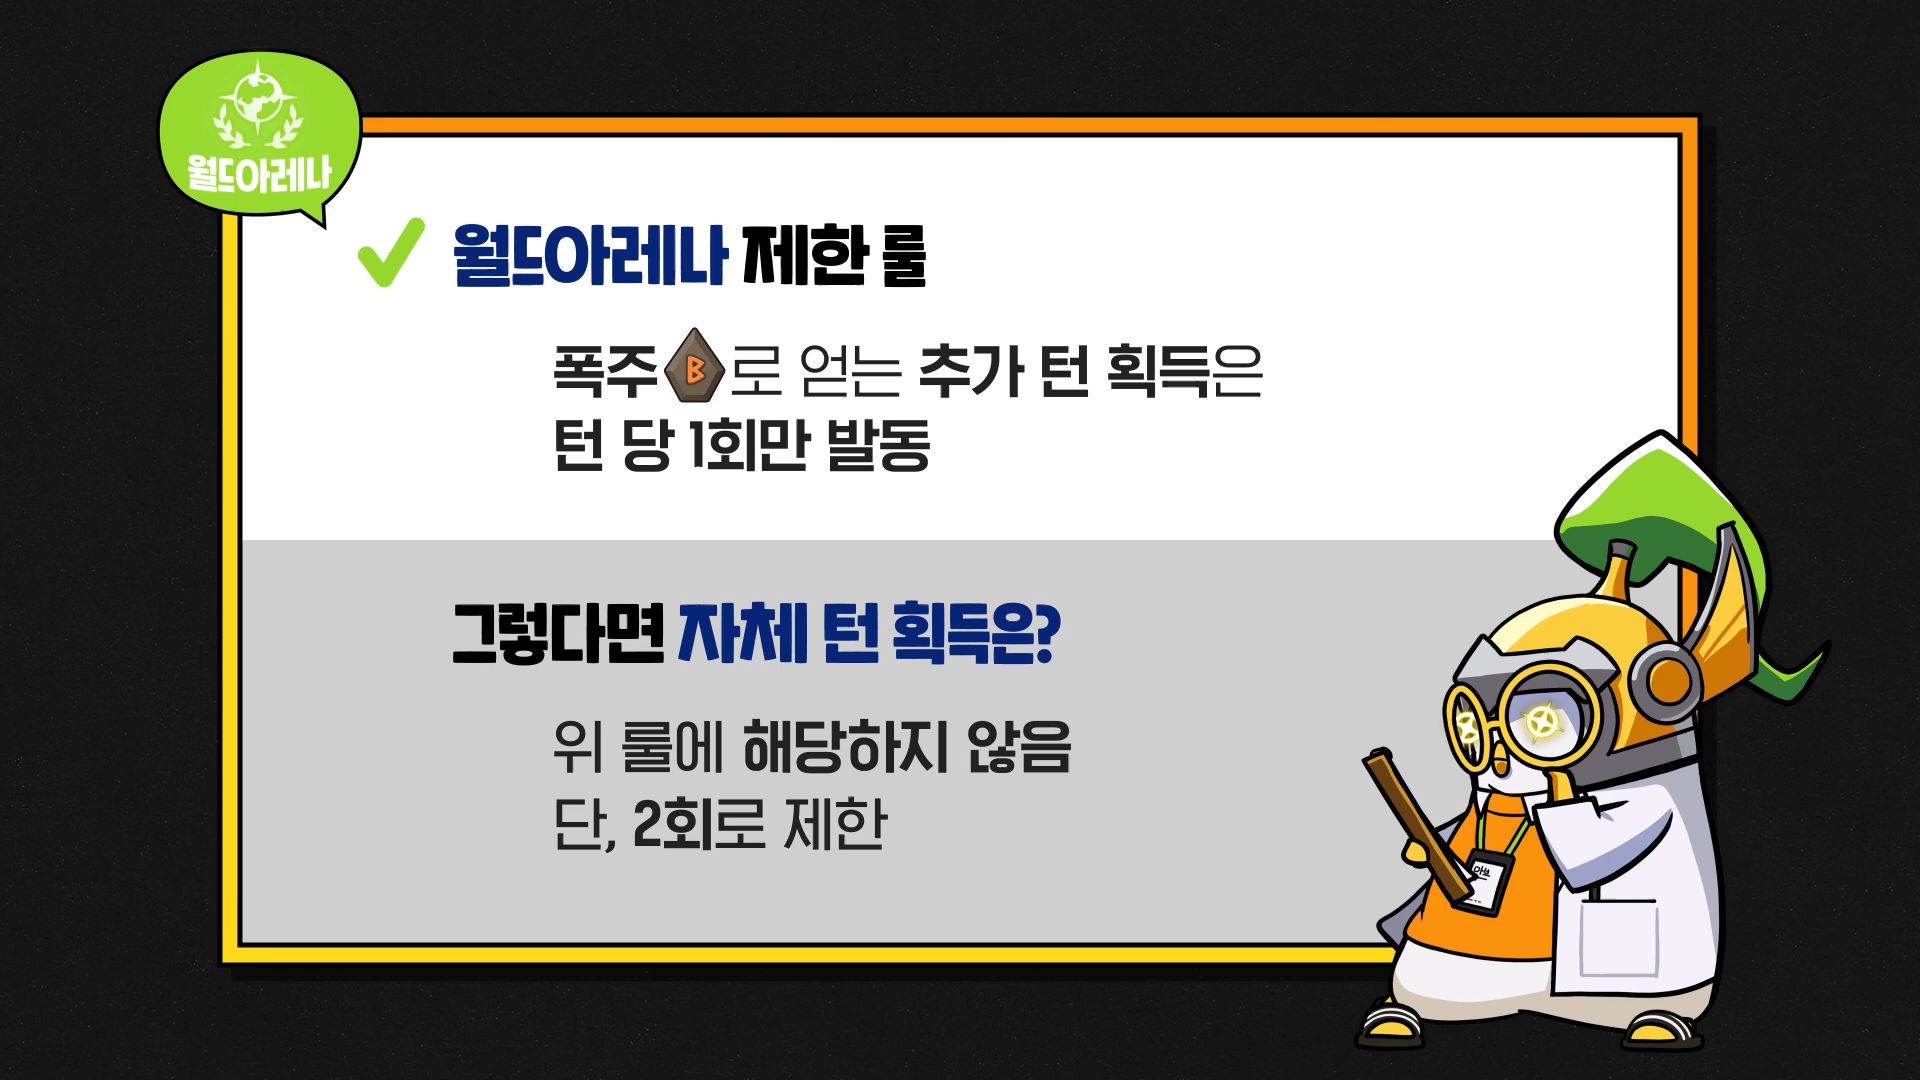 월드아레나
월드아레나 제한 룰
폭주로 얻는 추가 턴 획득은
턴 당 1회만 발동
그렇다면 자체 턴 획득은?
위 룰에 해당하지 않음
단, 2회로 제한